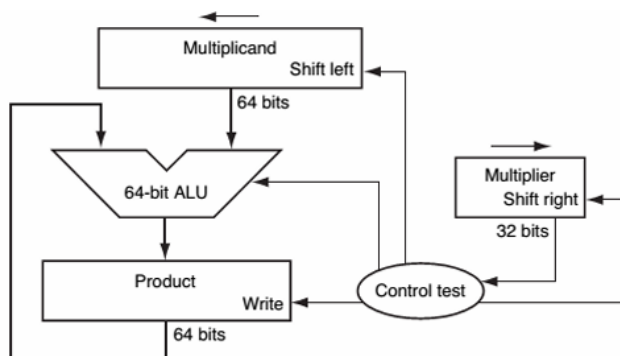 Multiplicand
Shift left
64 bits
64-bit ALU
Multiplier
Shift right
32 bits
Product
Write
Control test
64 bits